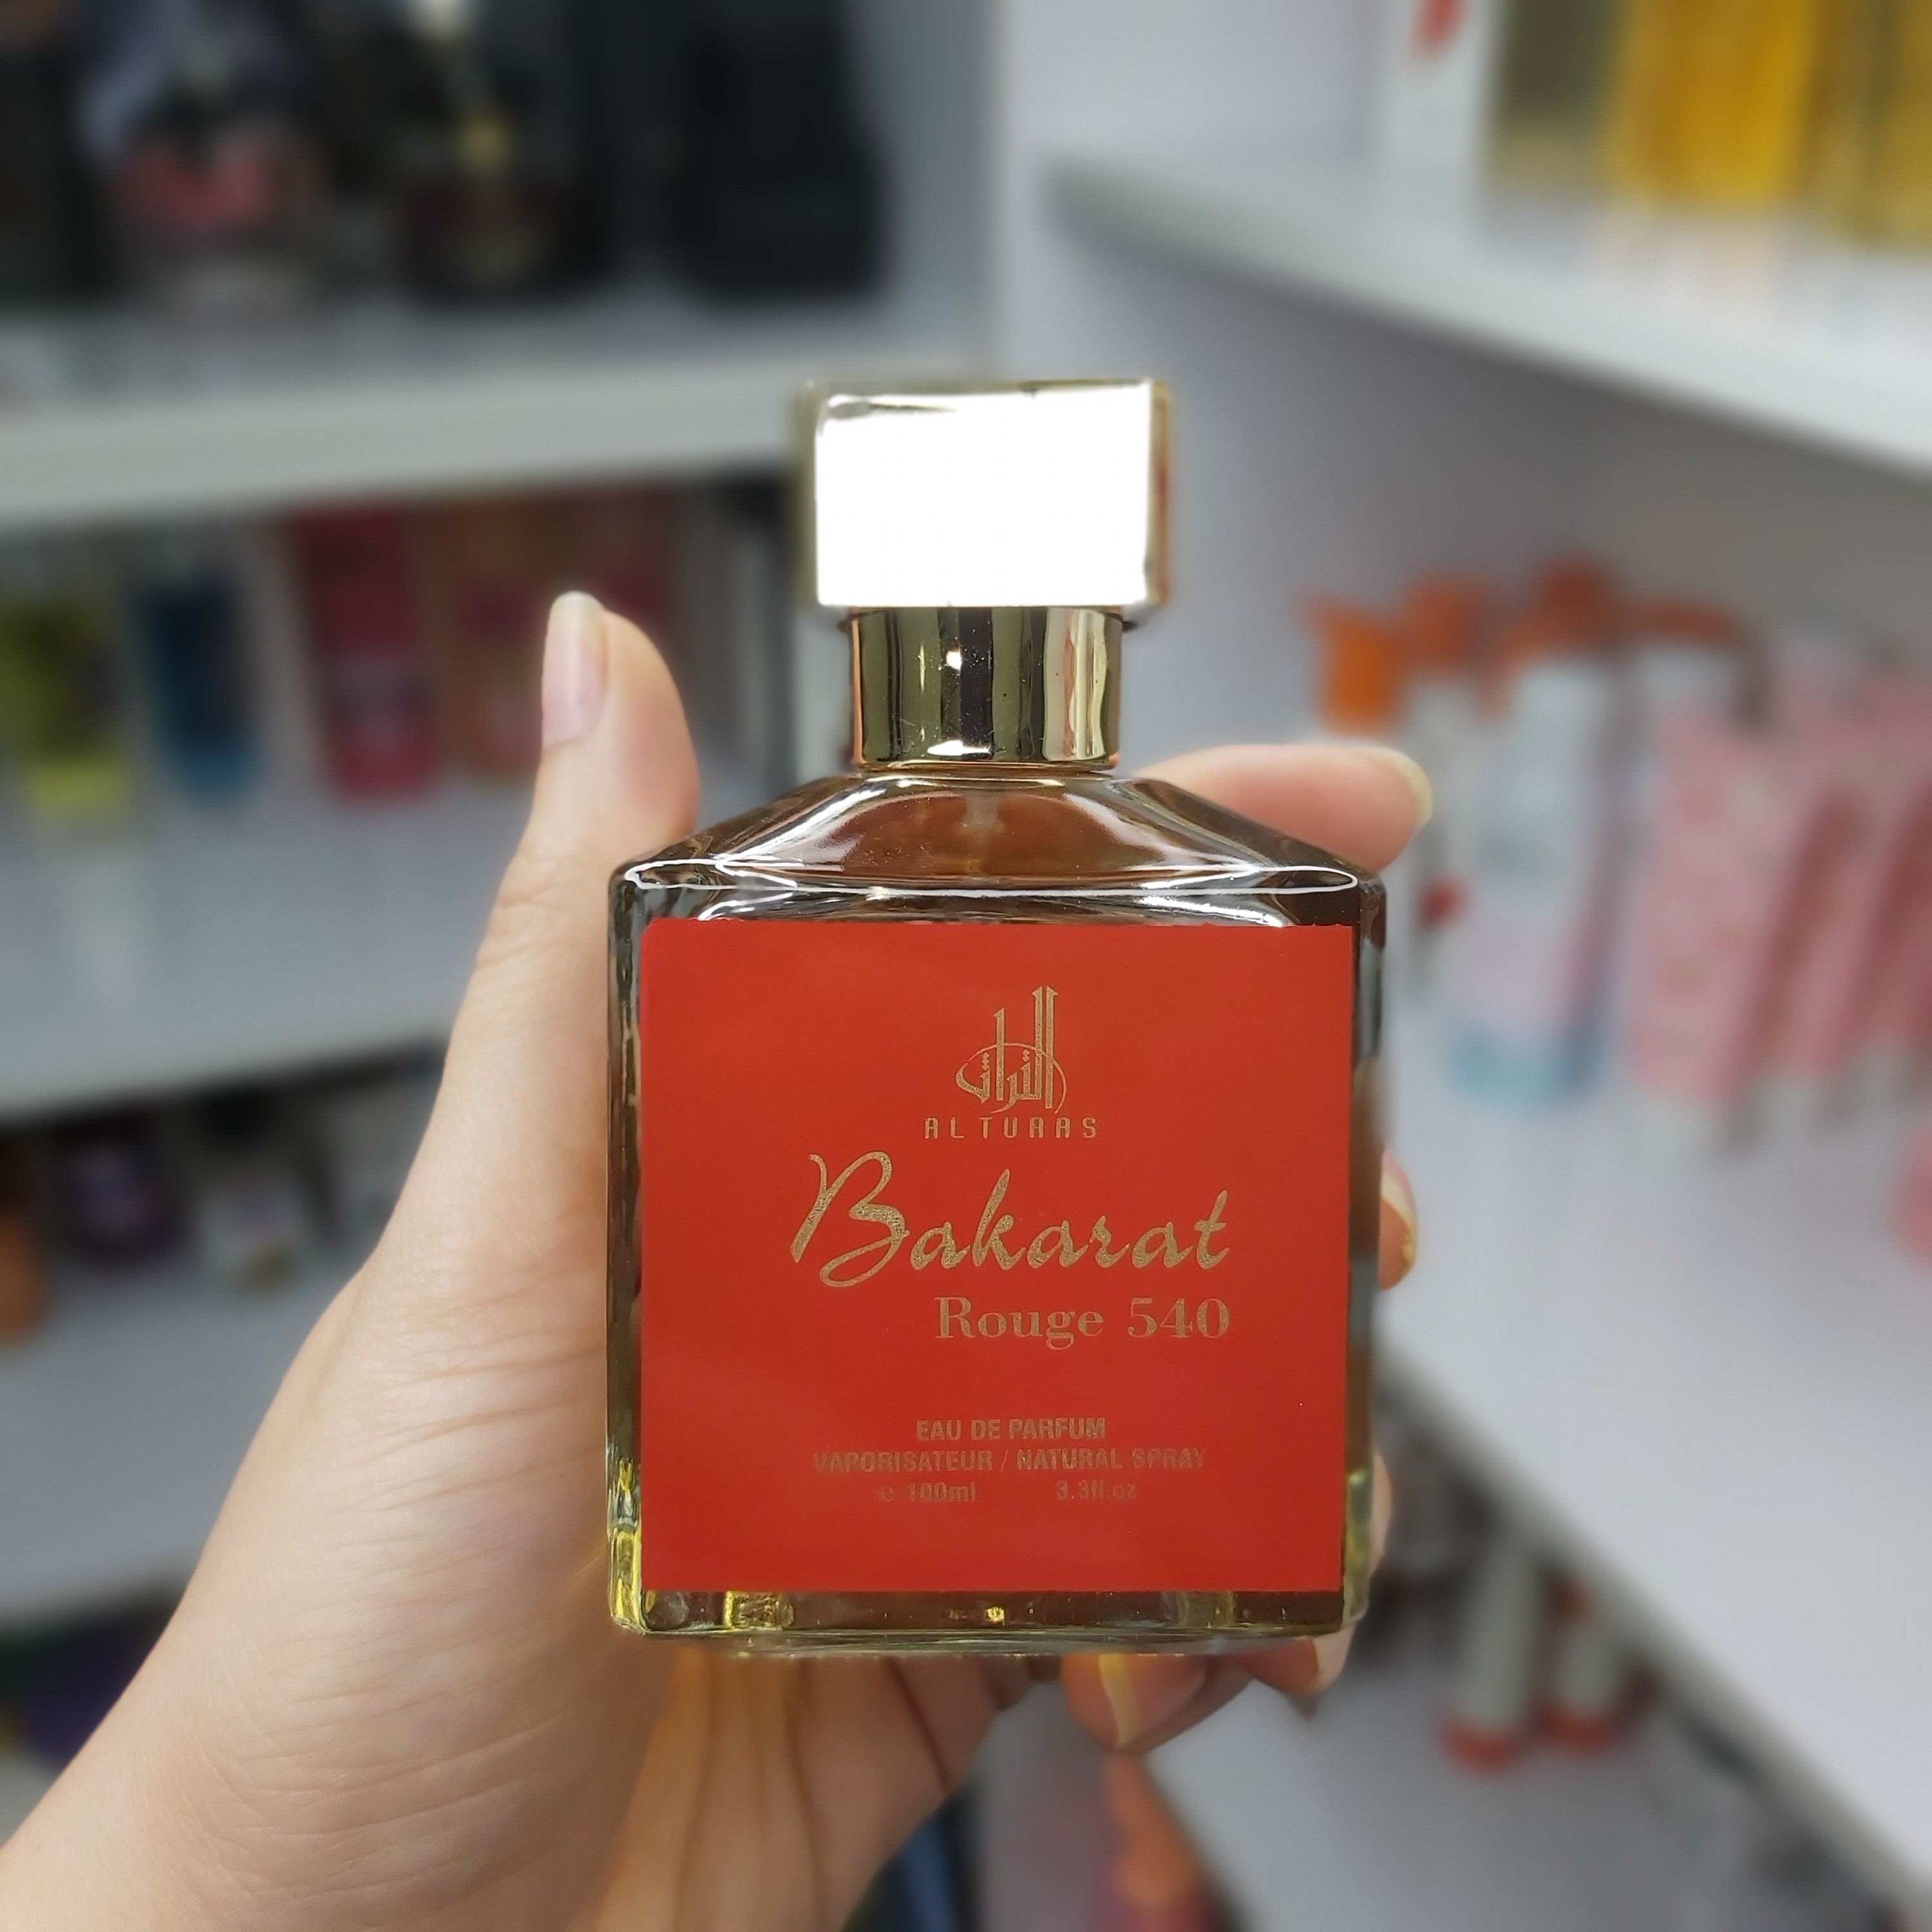 التراث
ALTURAS
Bakarat
Rouge 540
EAU DE PARFUM
VAPORISATEUR / NATURAL SPRAY
e 100ml 3.3fl.oz.